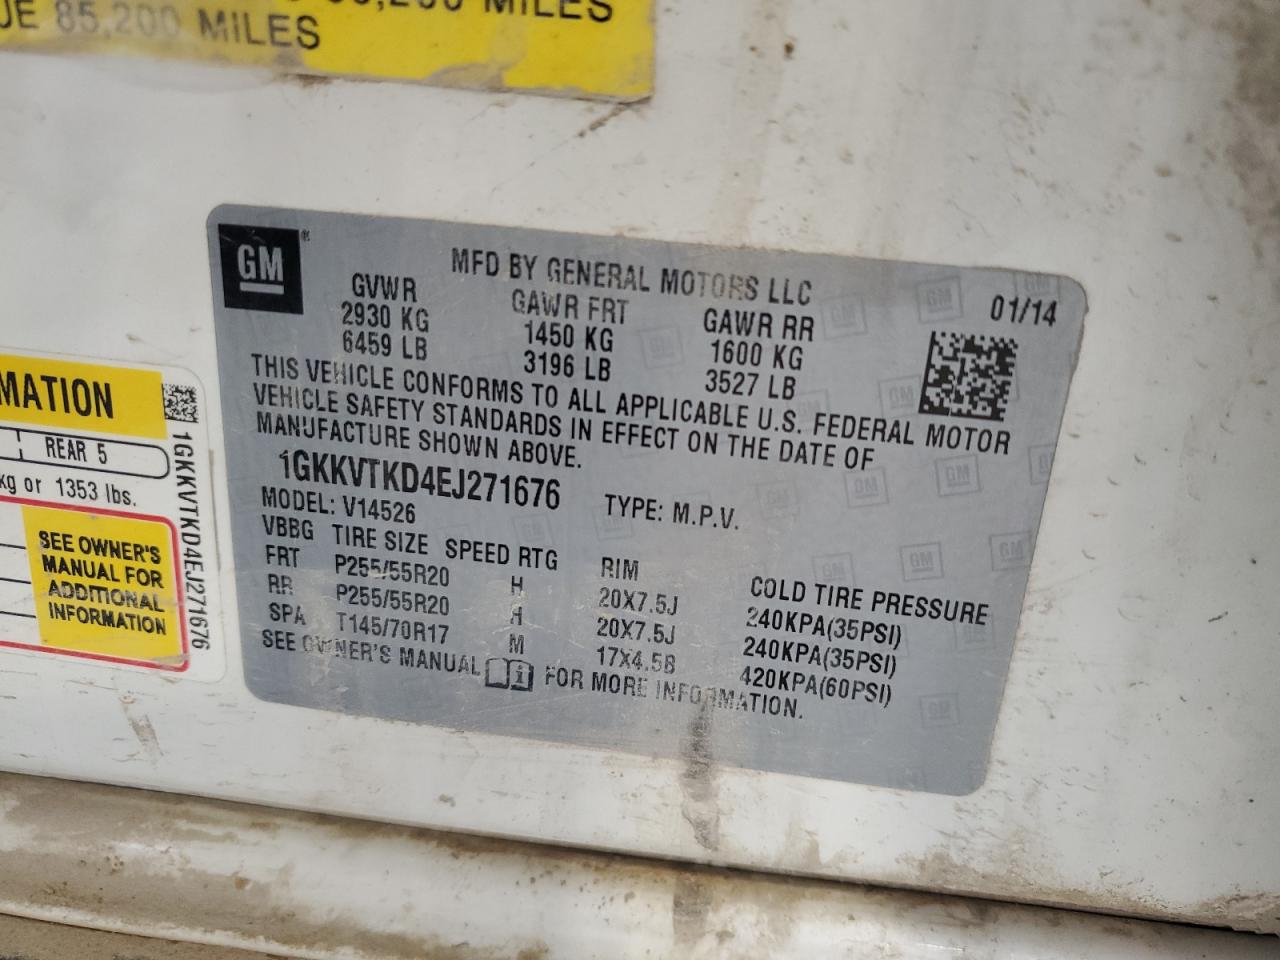 85,200 MILES
UE 85,200 MILES
GM®
MFD BY GENERAL MOTORS LLC
01/14
GVWR GAWR FRT GAWR RR
2930 KG 1450 KG 1600 KG
6459 LB 3196 LB 3527 LB
THIS VEHICLE CONFORMS TO ALL APPLICABLE U.S. FEDERAL MOTOR
VEHICLE SAFETY STANDARDS IN EFFECT ON THE DATE OF
MANUFACTURE SHOWN ABOVE.
1GKKVTKD4EJ271676 TYPE: M.P.V.
MODEL: V14526
VBBG TIRE SIZE SPEED RTG RIM COLD TIRE PRESSURE
FRT P255/55R20 H 20X7.5J 240KPA(35PSI)
RR P255/55R20 H 20X7.5J 240KPA(35PSI)
SPA T145/70R17 M 17X4.5B 420KPA(60PSI)
SEE OWNER'S MANUAL FOR MORE INFORMATION.
MATION
REAR 5
kg or 1353 lbs.
SEE OWNER'S
MANUAL FOR
ADDITIONAL
INFORMATION
1GKKVTKD4EJ271676